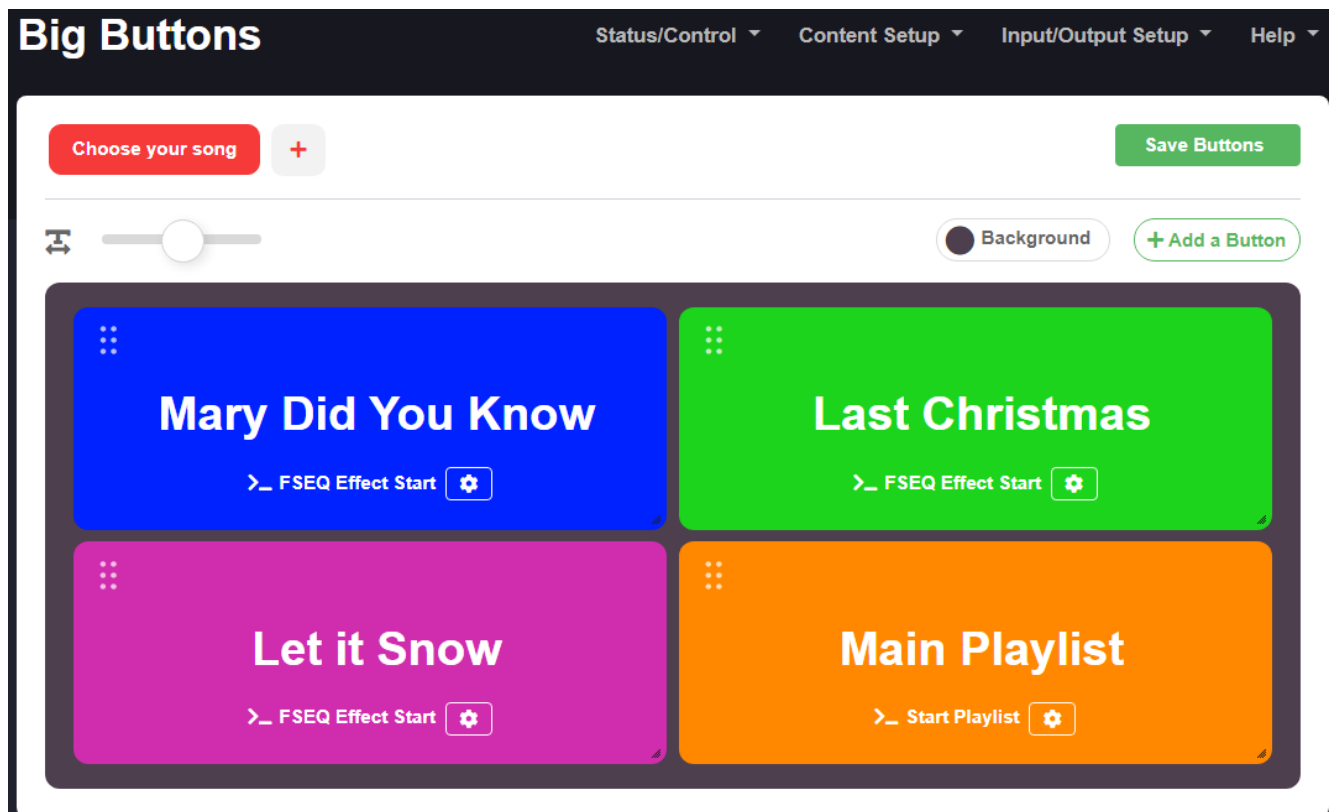 Big Buttons
Status/Control Content Setup Input/Output Setup Help
Choose your song + Save Buttons
T Background + Add a Button
Mary Did You Know Last Christmas
>_ FSEQ Effect Start >_ FSEQ Effect Start
Let it Snow Main Playlist
>_ FSEQ Effect Start >_ Start Playlist